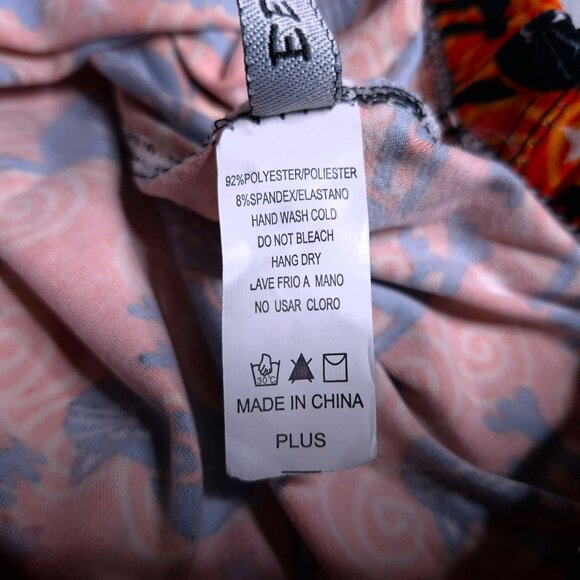 92%POLYESTER/POLIESTER
8%SPANDEX/ELASTANO
HAND WASH COLD
DO NOT BLEACH
HANG DRY
LAVE FRIO A MANO
NO USAR CLORO
30°C
MADE IN CHINA
PLUS